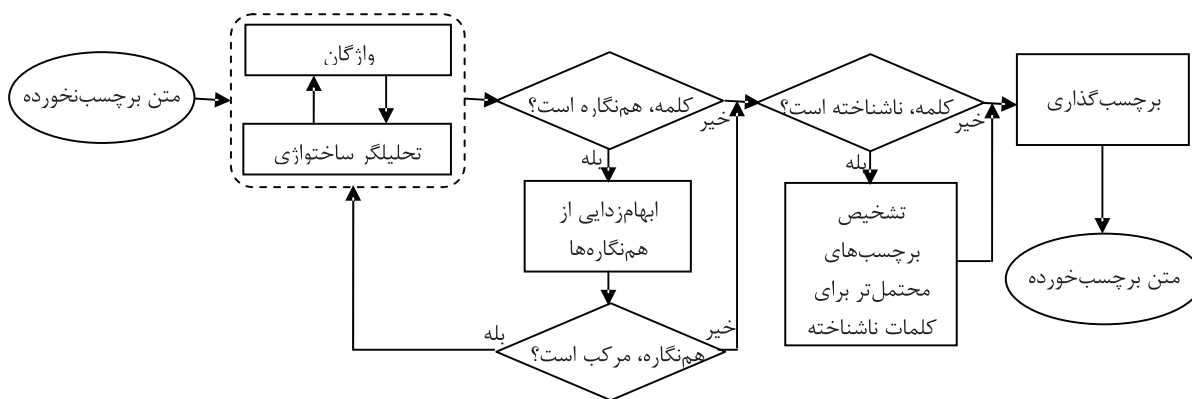 متن برچسب‌نخورده
واژگان
تحلیلگر ساختواژی
کلمه، هم‌نگاره است؟
خیر
بله
ابهام‌زدایی از
هم‌نگاره‌ها
هم‌نگاره، مرکب است؟
بله
خیر
کلمه، ناشناخته است؟
خیر
بله
تشخیص
برچسب‌های
محتمل‌تر برای
کلمات ناشناخته
برچسب‌گذاری
متن برچسب‌خورده